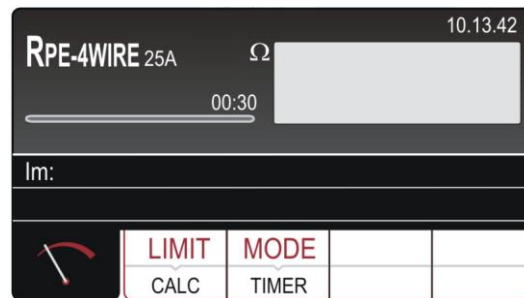 10.13.42
RPE-4WIRE 25A Ω
00:30
Im:
LIMIT MODE
CALC TIMER